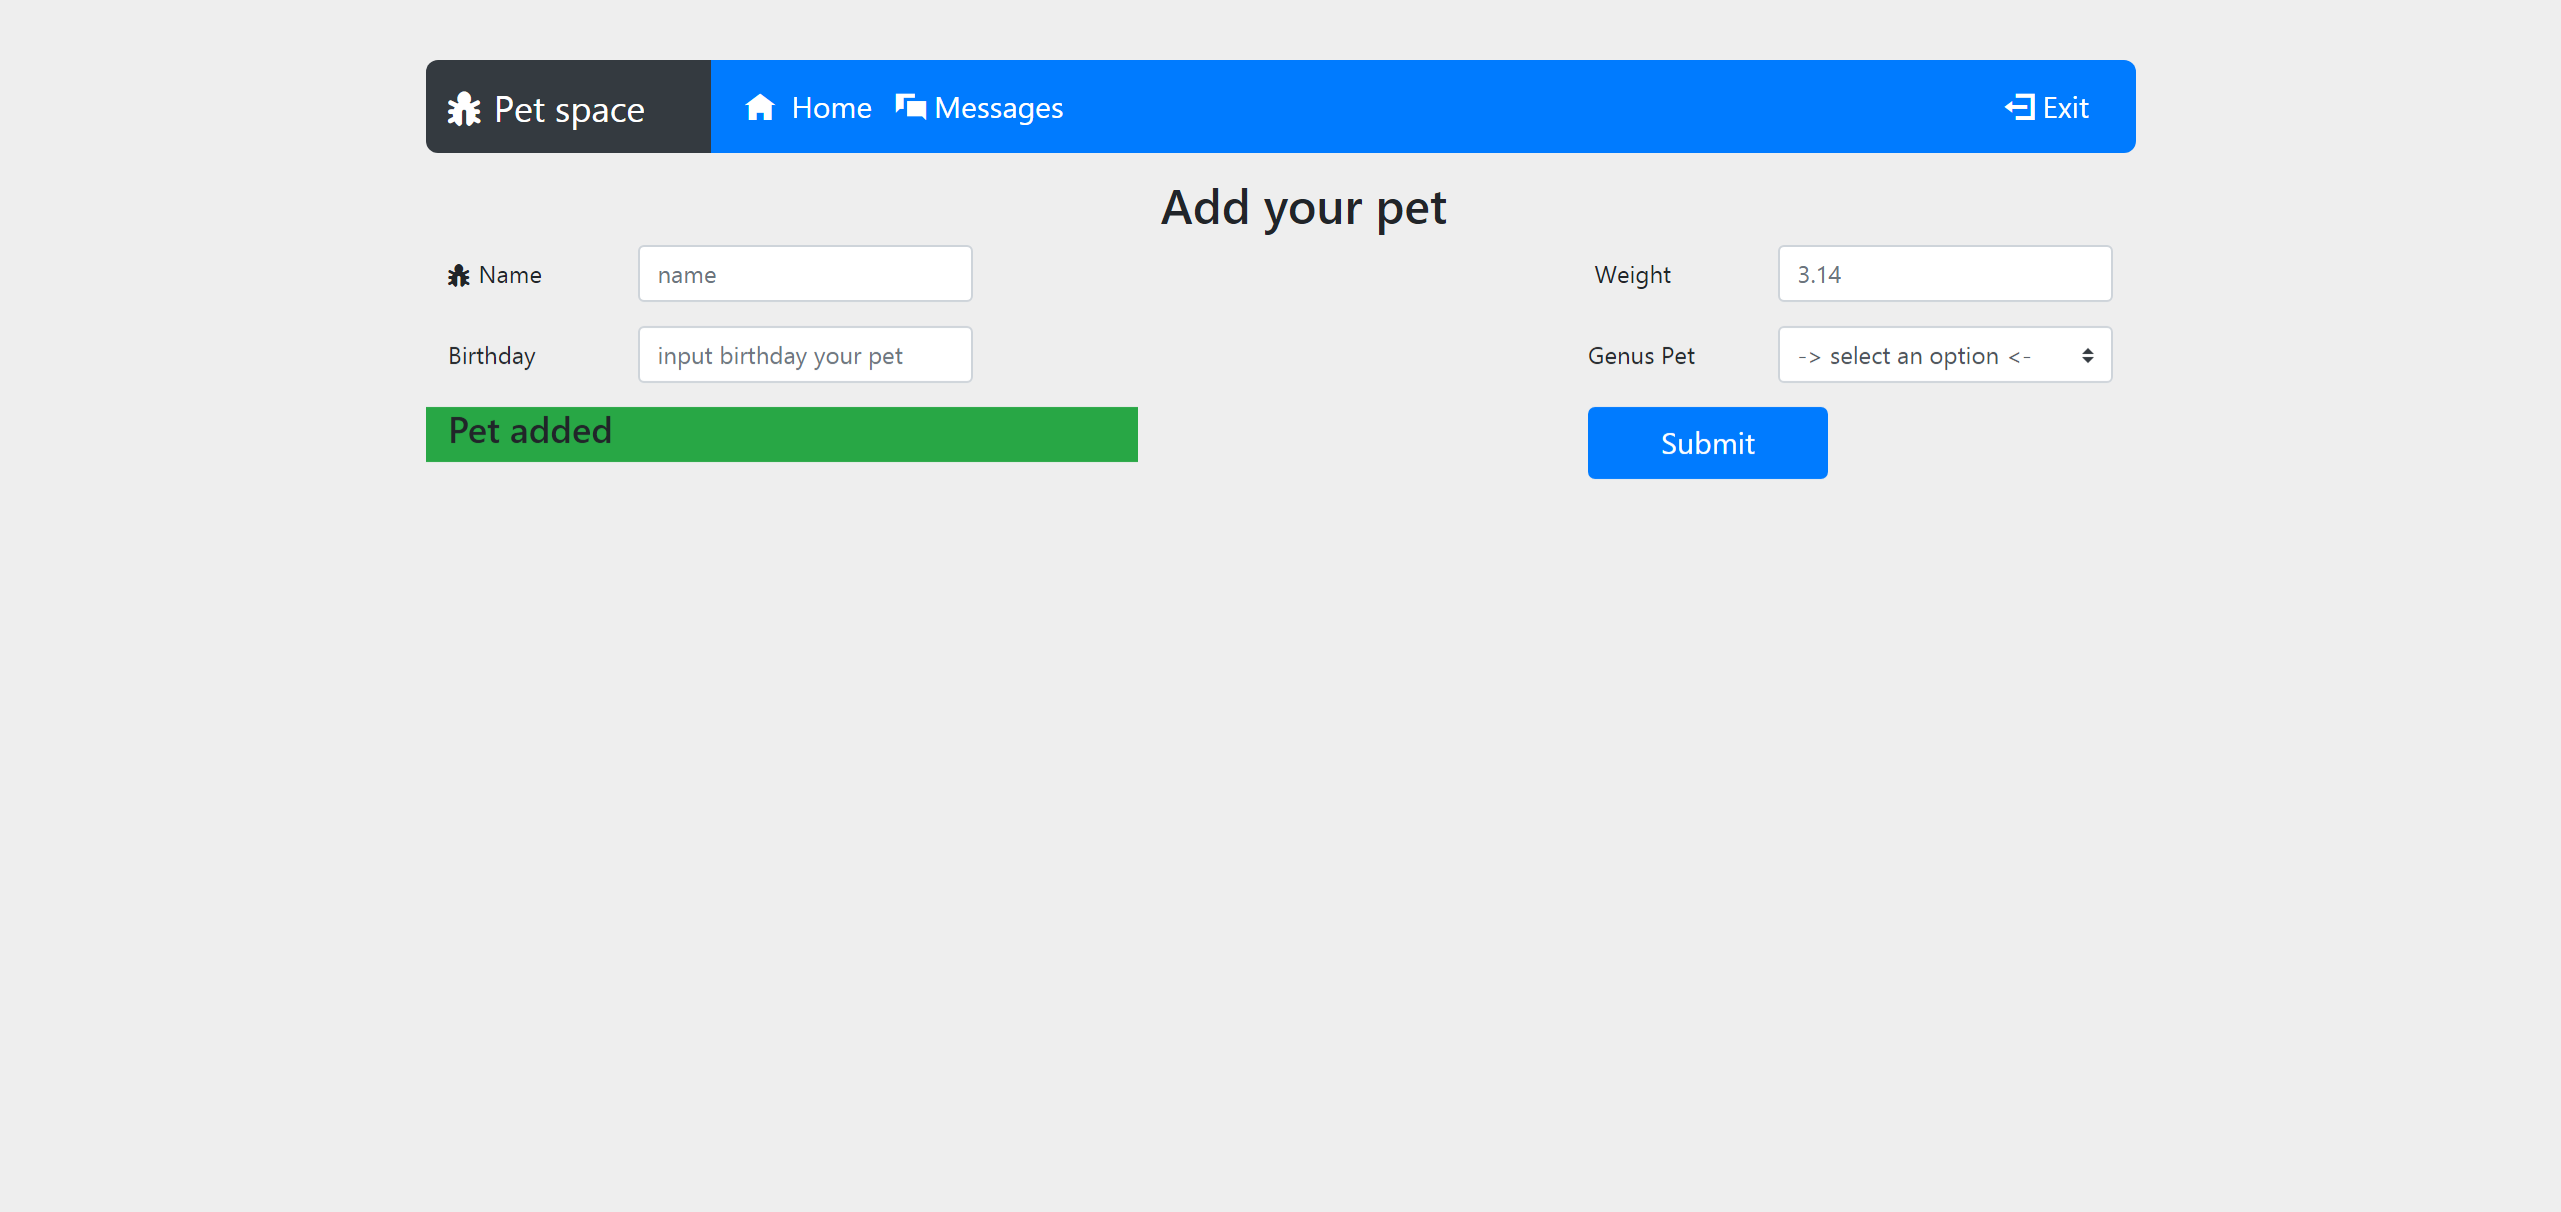 Pet space Home Messages Exit
Add your pet
Name name Weight 3.14
Birthday input birthday your pet Genus Pet -> select an option <-
Pet added Submit